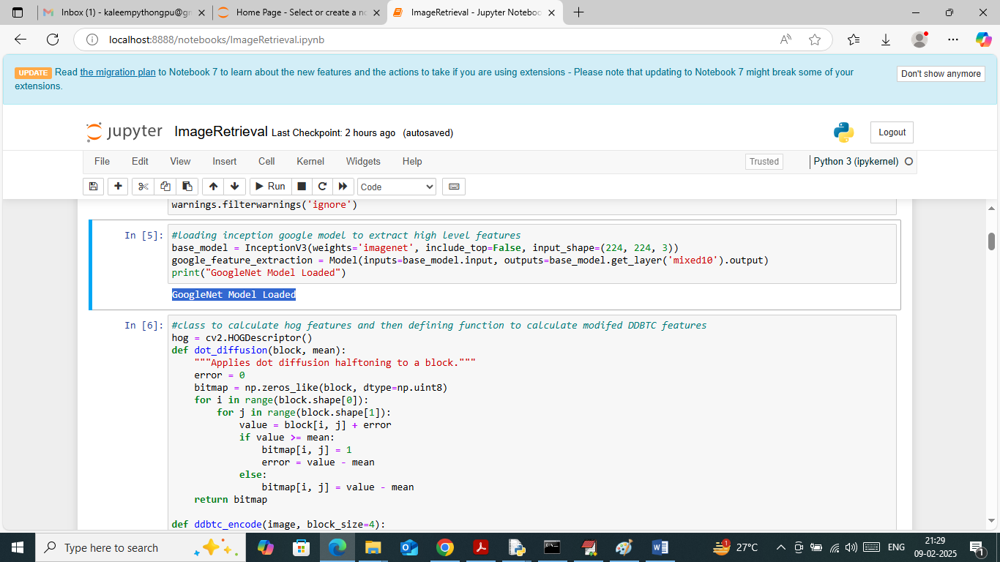 Inbox (1) - kaleempythongpu@gm
Home Page - Select or create a no
ImageRetrieval - Jupyter Notebook
localhost:8888/notebooks/ImageRetrieval.ipynb
UPDATE Read the migration plan to Notebook 7 to learn about the new features and the actions to take if you are using extensions - Please note that updating to Notebook 7 might break some of your
extensions.
Don't show anymore
jupyter ImageRetrieval Last Checkpoint: 2 hours ago (autosaved)
Logout
File Edit View Insert Cell Kernel Widgets Help
Trusted
Python 3 (ipykernel)
Run
Code
warnings.filterwarnings('ignore')
In [5]: #loading inception google model to extract high level features
base_model = InceptionV3(weights='imagenet', include_top=False, input_shape=(224, 224, 3))
google_feature_extraction = Model(inputs=base_model.input, outputs=base_model.get_layer('mixed10').output)
print("GoogleNet Model Loaded")
GoogleNet Model Loaded
In [6]: #class to calculate hog features and then defining function to calculate modifed DDBTC features
hog = cv2.HOGDescriptor()
def dot_diffusion(block, mean):
    """Applies dot diffusion halftoning to a block."""
    error = 0
    bitmap = np.zeros_like(block, dtype=np.uint8)
    for i in range(block.shape[0]):
        for j in range(block.shape[1]):
            value = block[i, j] + error
            if value >= mean:
                bitmap[i, j] = 1
                error = value - mean
            else:
                bitmap[i, j] = value - mean
    return bitmap
def ddbtc_encode(image, block_size=4):
Type here to search
1
27°C
ENG
21:29
09-02-2025
1